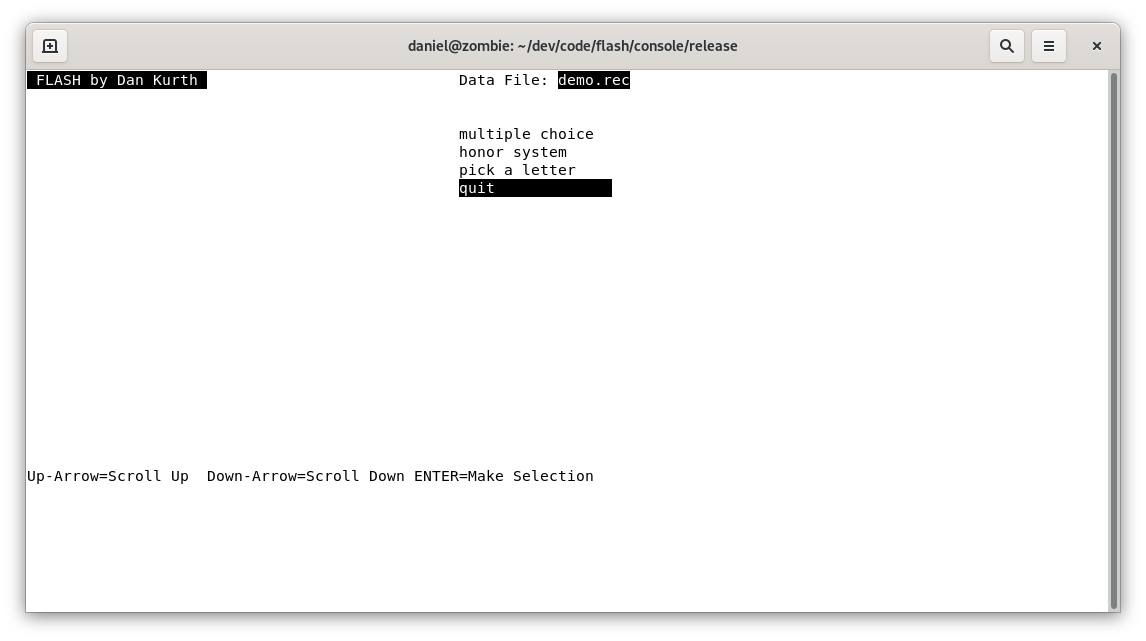 daniel@zombie: ~/dev/code/flash/console/release
FLASH by Dan Kurth Data File: demo.rec
multiple choice
honor system
pick a letter
quit
Up-Arrow=Scroll Up  Down-Arrow=Scroll Down ENTER=Make Selection